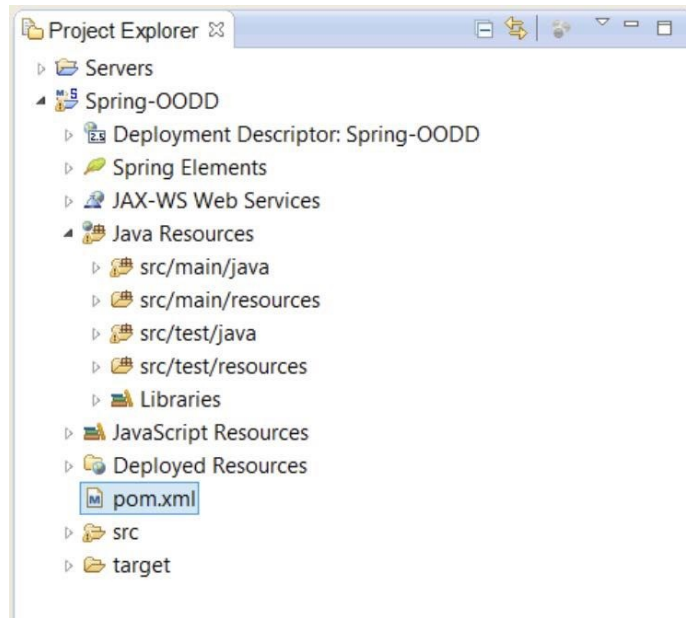 Project Explorer
Servers
Spring-OODD
Deployment Descriptor: Spring-OODD
Spring Elements
JAX-WS Web Services
Java Resources
src/main/java
src/main/resources
src/test/java
src/test/resources
Libraries
JavaScript Resources
Deployed Resources
pom.xml
src
target